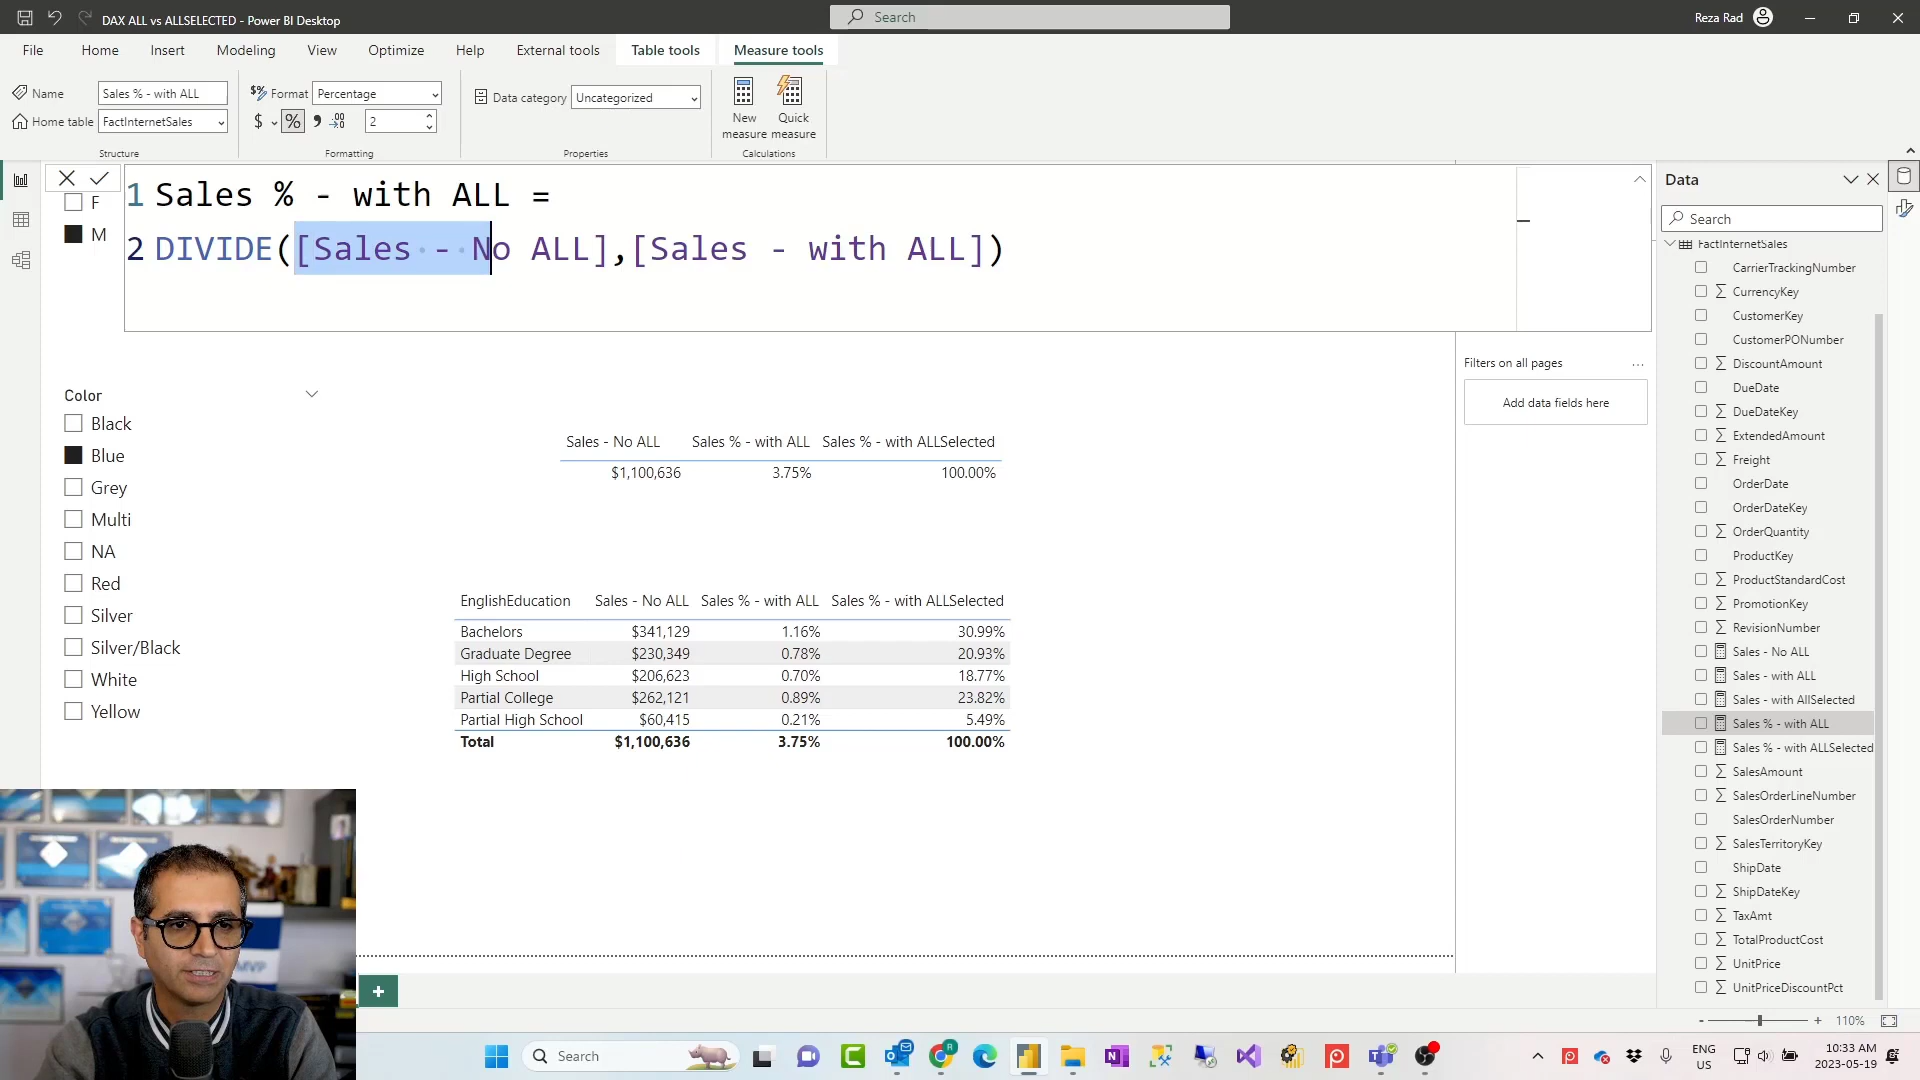 DAX ALL vs ALLSELECTED - Power BI Desktop
Search
Reza Rad
File
Home
Insert
Modeling
View
Optimize
Help
External tools
Table tools
Measure tools
Name
Sales % - with ALL
Home table
FactInternetSales
Structure
Format
Percentage
$
%
2
Formatting
Data category
Uncategorized
Properties
New measure
Quick measure
Calculations
1 Sales % - with ALL =
2 DIVIDE([Sales - No ALL],[Sales - with ALL])
F
M
Color
Black
Blue
Grey
Multi
NA
Red
Silver
Silver/Black
White
Yellow
Sales - No ALL Sales % - with ALL Sales % - with ALLSelected
$1,100,636 3.75% 100.00%
EnglishEducation Sales - No ALL Sales % - with ALL Sales % - with ALLSelected
Bachelors $341,129 1.16% 30.99%
Graduate Degree $230,349 0.78% 20.93%
High School $206,623 0.70% 18.77%
Partial College $262,121 0.89% 23.82%
Partial High School $60,415 0.21% 5.49%
Total $1,100,636 3.75% 100.00%
Filters on all pages
...
Add data fields here
Data
Search
FactInternetSales
CarrierTrackingNumber
CurrencyKey
CustomerKey
CustomerPONumber
DiscountAmount
DueDate
DueDateKey
ExtendedAmount
Freight
OrderDate
OrderDateKey
OrderQuantity
ProductKey
ProductStandardCost
PromotionKey
RevisionNumber
Sales - No ALL
Sales - with ALL
Sales - with AllSelected
Sales % - with ALL
Sales % - with ALLSelected
SalesAmount
SalesOrderLineNumber
SalesOrderNumber
SalesTerritoryKey
ShipDate
ShipDateKey
TaxAmt
TotalProductCost
UnitPrice
UnitPriceDiscountPct
MVP
+
- + 110%
Search
ENG
US
10:33 AM
2023-05-19